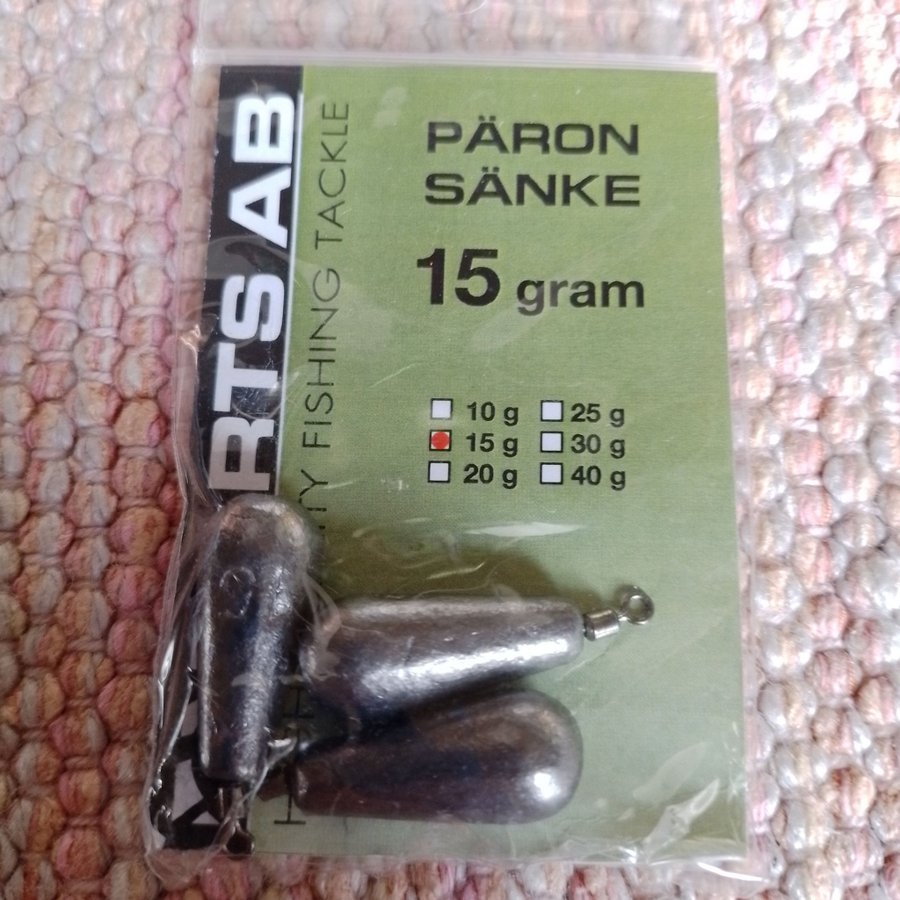 PÄRON
SÄNKE
15 gram
10 g
25 g
15 g
30 g
20 g
40 g
RTS AB
FISHING TACKLE